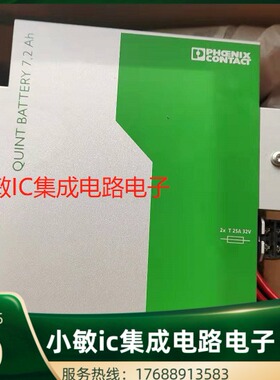 PHOENIX
CONTACT
QUINT BATTERY 7.2 Ah
小敏IC集成电路电子
2x T 25A 32V
小敏ic集成电路电子
服务热线：17688913583